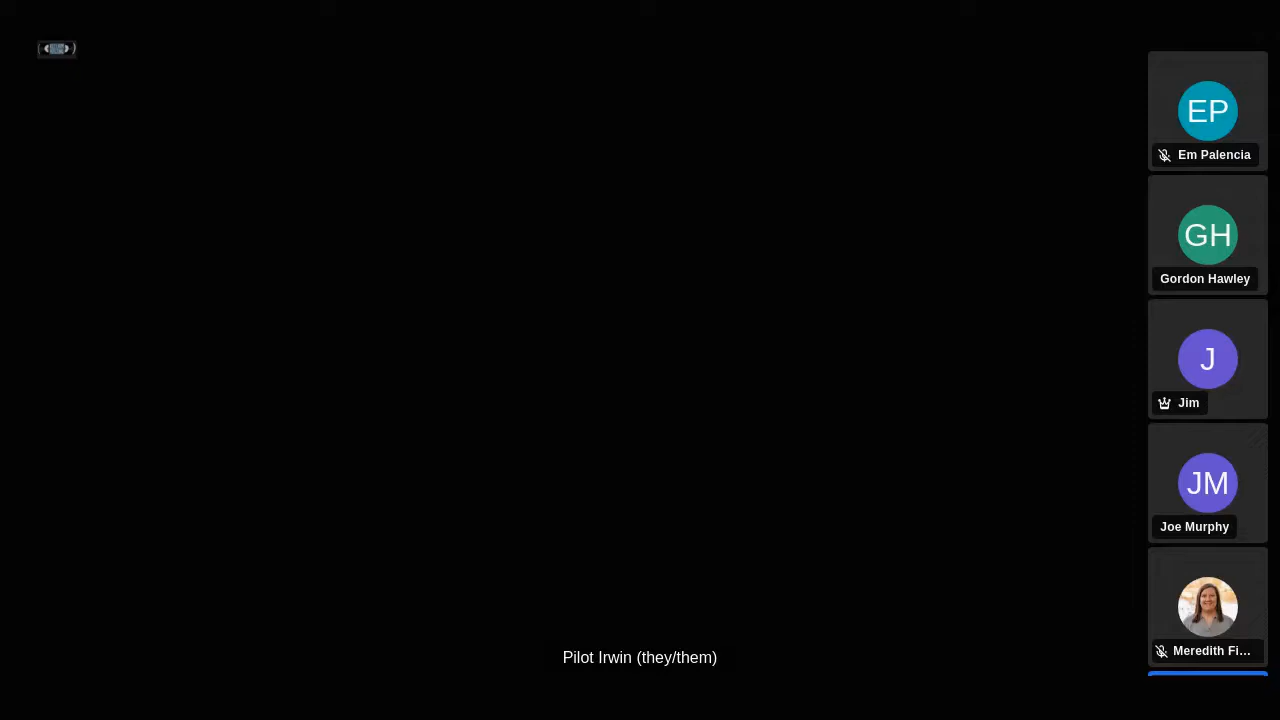 EP
Em Palencia
GH
Gordon Hawley
J
Jim
JM
Joe Murphy
Meredith Fi...
Pilot Irwin (they/them)